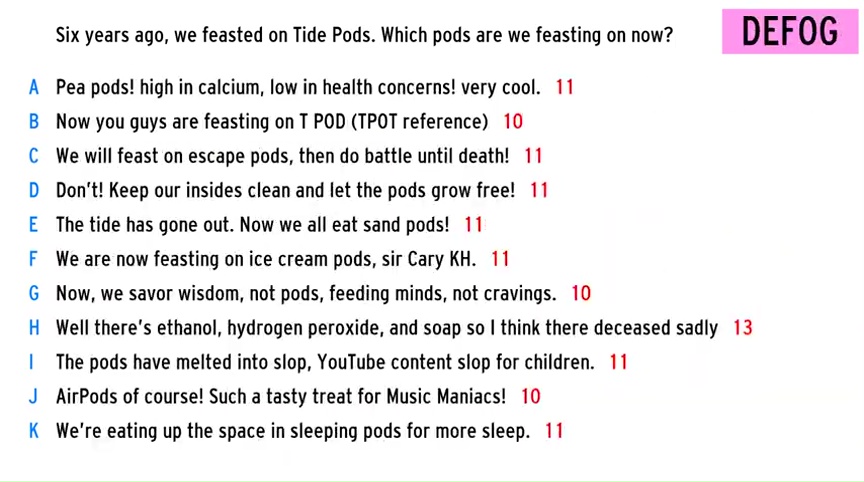 Six years ago, we feasted on Tide Pods. Which pods are we feasting on now?
DEFOG
A Pea pods! high in calcium, low in health concerns! very cool. 11
B Now you guys are feasting on T POD (TPOT reference) 10
C We will feast on escape pods, then do battle until death! 11
D Don't! Keep our insides clean and let the pods grow free! 11
E The tide has gone out. Now we all eat sand pods! 11
F We are now feasting on ice cream pods, sir Cary KH. 11
G Now, we savor wisdom, not pods, feeding minds, not cravings. 10
H Well there's ethanol, hydrogen peroxide, and soap so I think there deceased sadly 13
I The pods have melted into slop, YouTube content slop for children. 11
J AirPods of course! Such a tasty treat for Music Maniacs! 10
K We're eating up the space in sleeping pods for more sleep. 11